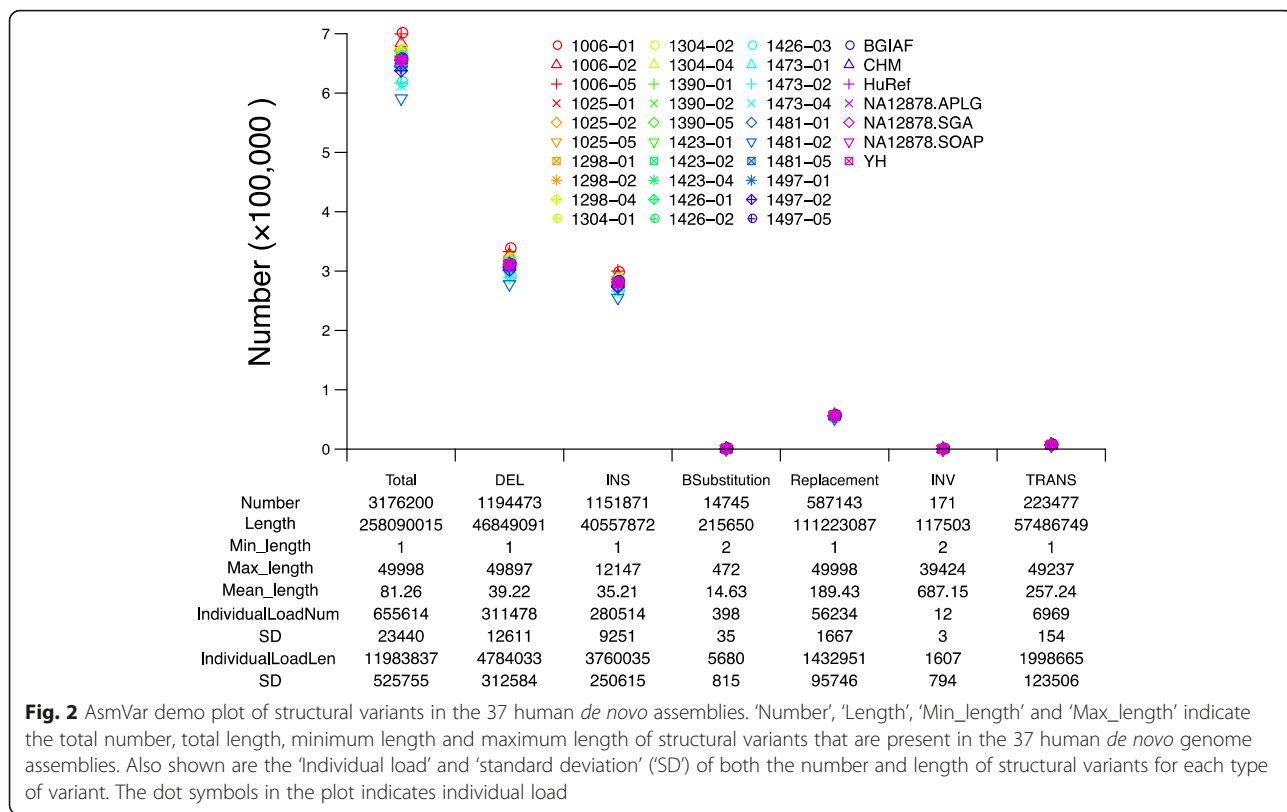 7
6
5
4
3
2
1
0
Number (×100,000)
1006−01 1304−02 1426−03 BGIAF
1006−02 1304−04 1473−01 CHM
1006−05 1390−01 1473−02 HuRef
1025−01 1390−02 1473−04 NA12878.APLG
1025−02 1390−05 1481−01 NA12878.SGA
1025−05 1423−01 1481−02 NA12878.SOAP
1298−01 1423−02 1481−05 YH
1298−02 1423−04 1497−01
1298−04 1426−01 1497−02
1304−01 1426−02 1497−05
Total DEL INS BSubstitution Replacement INV TRANS
Number 3176200 1194473 1151871 14745 587143 171 223477
Length 258090015 46849091 40557872 215650 111223087 117503 57486749
Min_length 1 1 1 2 1 2 1
Max_length 49998 49897 12147 472 49998 39424 49237
Mean_length 81.26 39.22 35.21 14.63 189.43 687.15 257.24
IndividualLoadNum 655614 311478 280514 398 56234 12 6969
SD 23440 12611 9251 35 1667 3 154
IndividualLoadLen 11983837 4784033 3760035 5680 1432951 1607 1998665
SD 525755 312584 250615 815 95746 794 123506
Fig. 2 AsmVar demo plot of structural variants in the 37 human de novo assemblies. 'Number', 'Length', 'Min_length' and 'Max_length' indicate
the total number, total length, minimum length and maximum length of structural variants that are present in the 37 human de novo genome
assemblies. Also shown are the 'Individual load' and 'standard deviation' ('SD') of both the number and length of structural variants for each type
of variant. The dot symbols in the plot indicates individual load